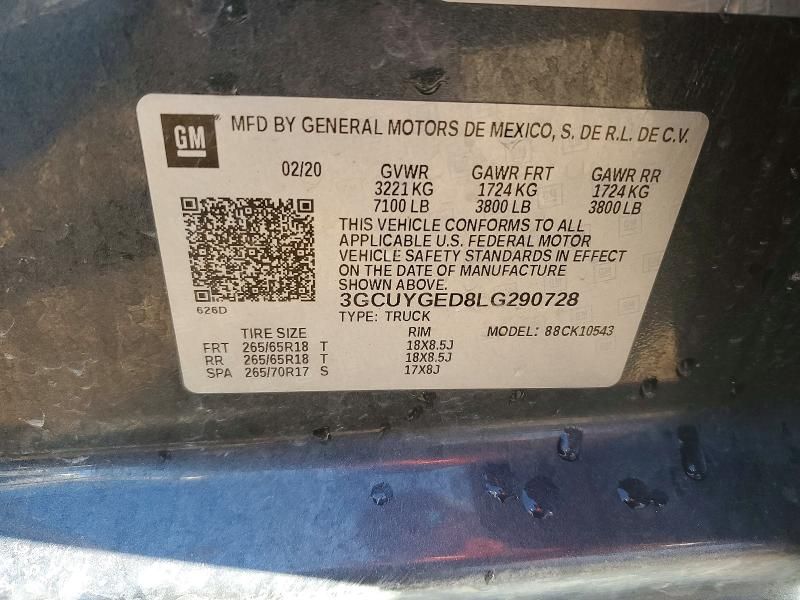 GM MFD BY GENERAL MOTORS DE MEXICO, S. DE R.L. DE C.V.
02/20 GVWR GAWR FRT GAWR RR
3221 KG 1724 KG 1724 KG
7100 LB 3800 LB 3800 LB
THIS VEHICLE CONFORMS TO ALL
APPLICABLE U.S. FEDERAL MOTOR
VEHICLE SAFETY STANDARDS IN EFFECT
ON THE DATE OF MANUFACTURE
SHOWN ABOVE.
3GCUYGED8LG290728
626D
TYPE: TRUCK
TIRE SIZE RIM MODEL: 88CK10543
FRT 265/65R18 T 18X8.5J
RR 265/65R18 T 18X8.5J
SPA 265/70R17 S 17X8J